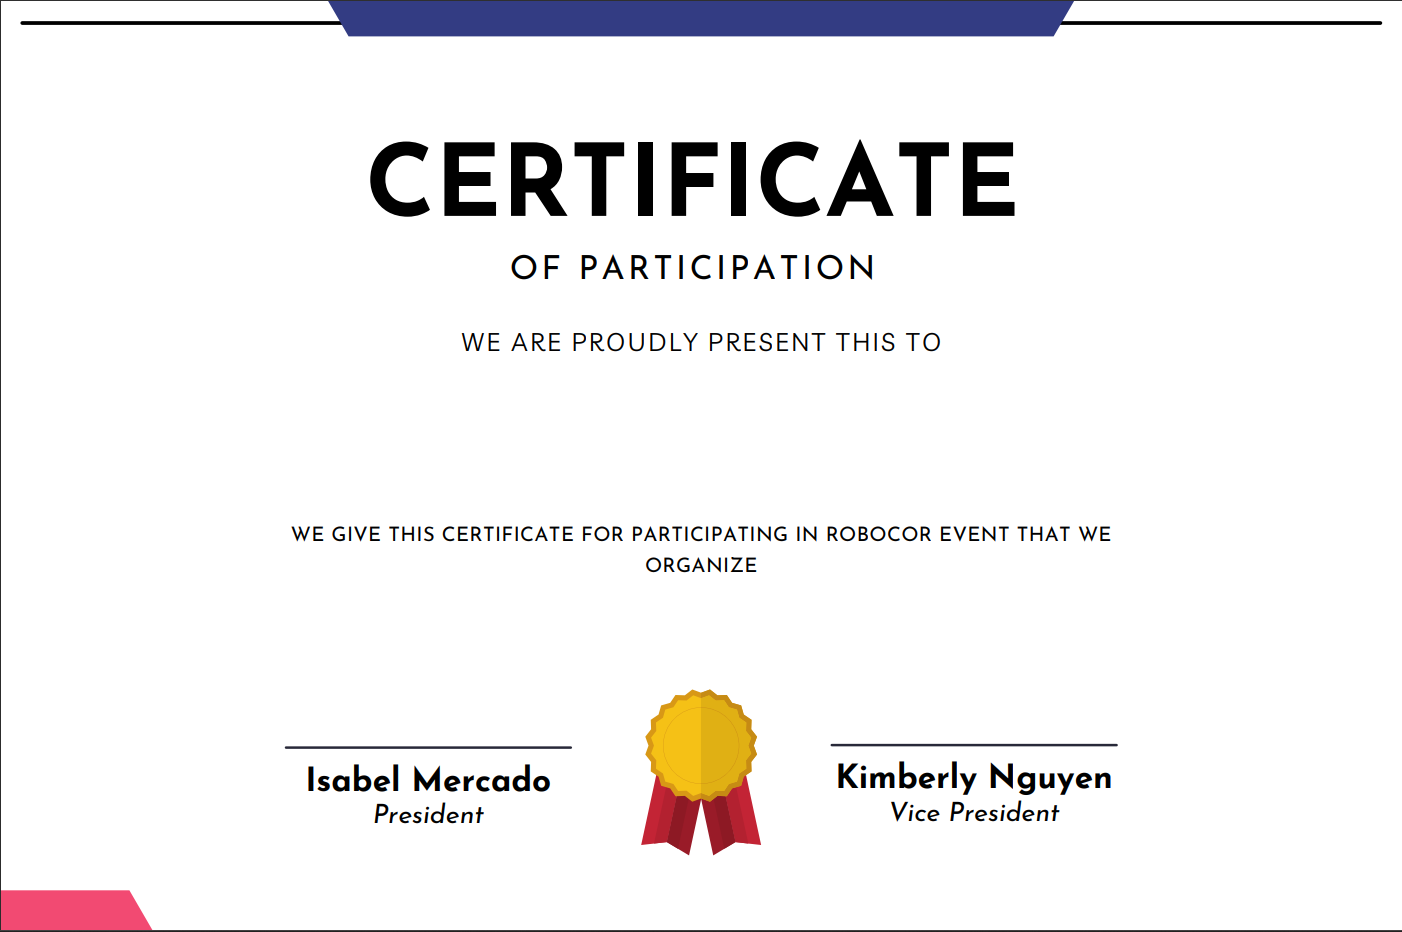 CERTIFICATE
OF PARTICIPATION
WE ARE PROUDLY PRESENT THIS TO
WE GIVE THIS CERTIFICATE FOR PARTICIPATING IN ROBOCOR EVENT THAT WE
ORGANIZE
Isabel Mercado
President
Kimberly Nguyen
Vice President